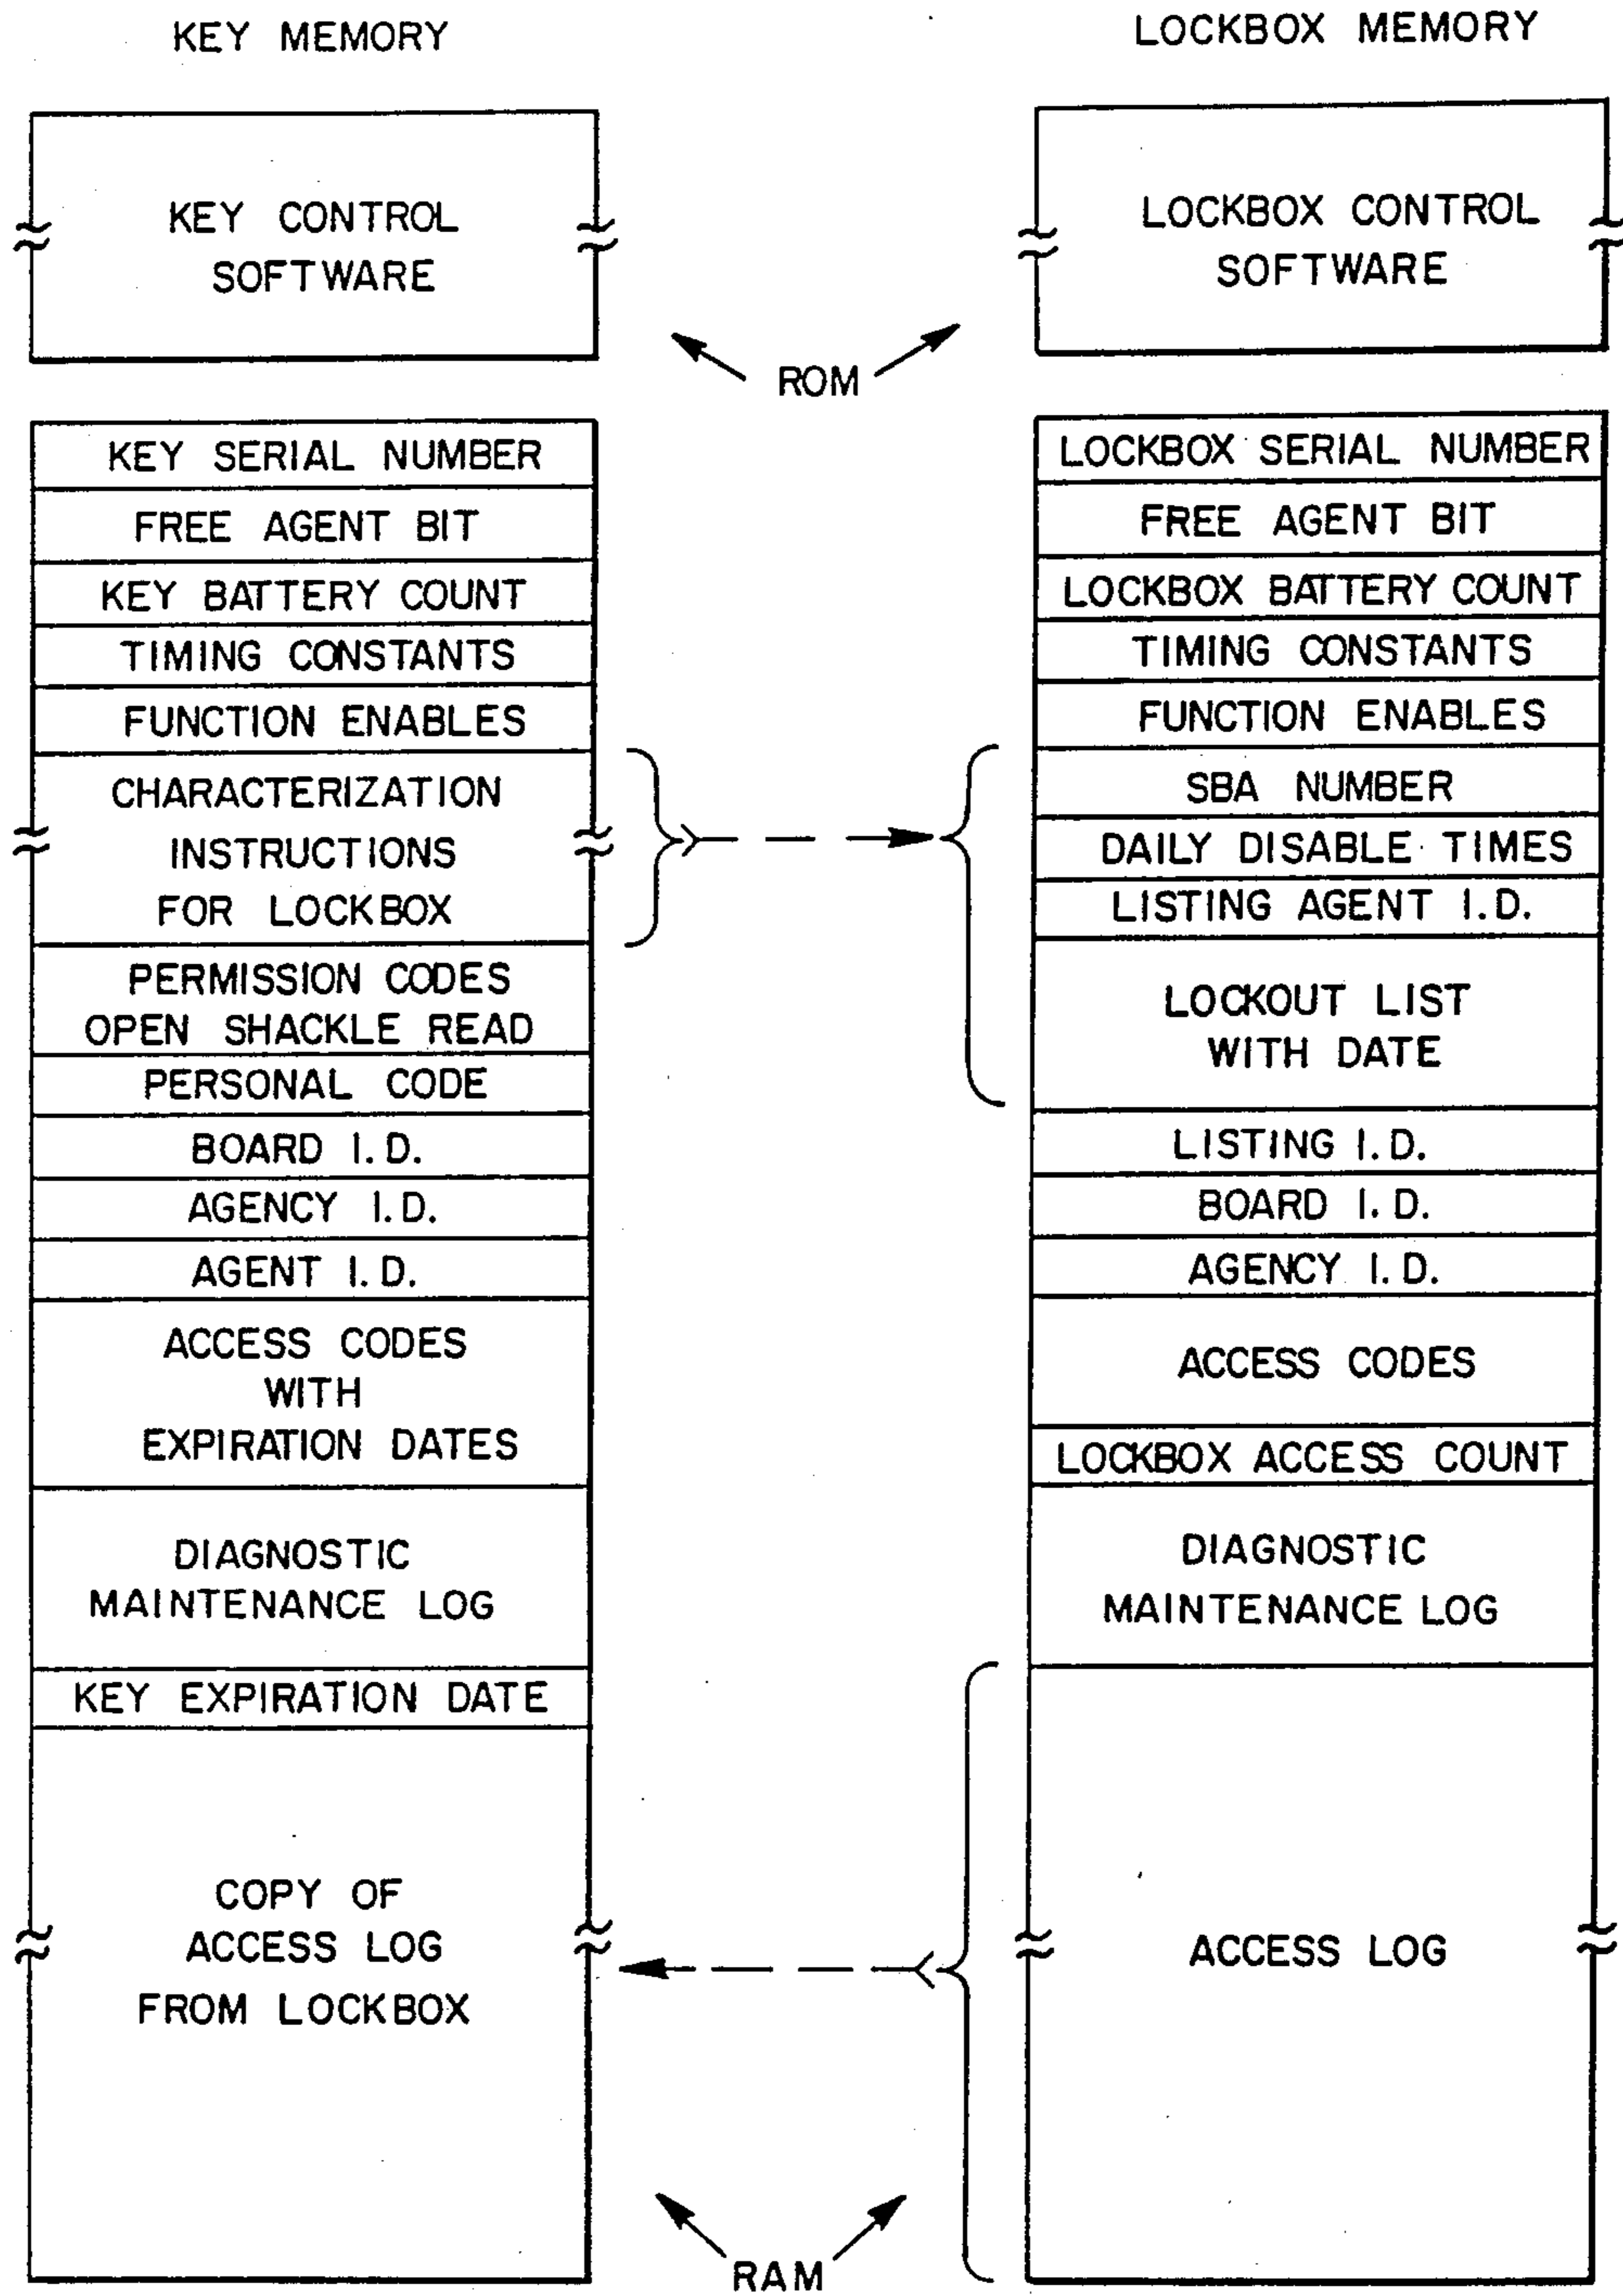 KEY MEMORY
KEY CONTROL
SOFTWARE
KEY SERIAL NUMBER
FREE AGENT BIT
KEY BATTERY COUNT
TIMING CONSTANTS
FUNCTION ENABLES
CHARACTERIZATION
INSTRUCTIONS
FOR LOCKBOX
PERMISSION CODES
OPEN SHACKLE READ
PERSONAL CODE
BOARD I.D.
AGENCY I.D.
AGENT I.D.
ACCESS CODES
WITH
EXPIRATION DATES
DIAGNOSTIC
MAINTENANCE LOG
KEY EXPIRATION DATE
COPY OF
ACCESS LOG
FROM LOCKBOX
ROM
RAM
LOCKBOX MEMORY
LOCKBOX CONTROL
SOFTWARE
LOCKBOX SERIAL NUMBER
FREE AGENT BIT
LOCKBOX BATTERY COUNT
TIMING CONSTANTS
FUNCTION ENABLES
SBA NUMBER
DAILY DISABLE TIMES
LISTING AGENT I.D.
LOCKOUT LIST
WITH DATE
LISTING I.D.
BOARD I.D.
AGENCY I.D.
ACCESS CODES
LOCKBOX ACCESS COUNT
DIAGNOSTIC
MAINTENANCE LOG
ACCESS LOG